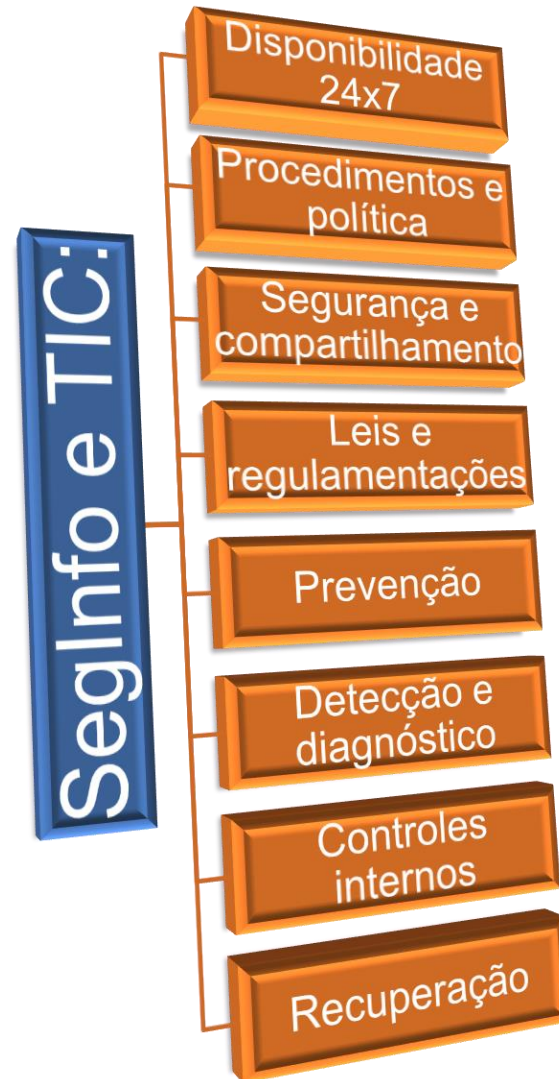 SegInfo e TIC:
Disponibilidade
24x7
Procedimentos e
política
Segurança e
compartilhamento
Leis e
regulamentações
Prevenção
Detecção e
diagnóstico
Controles
internos
Recuperação